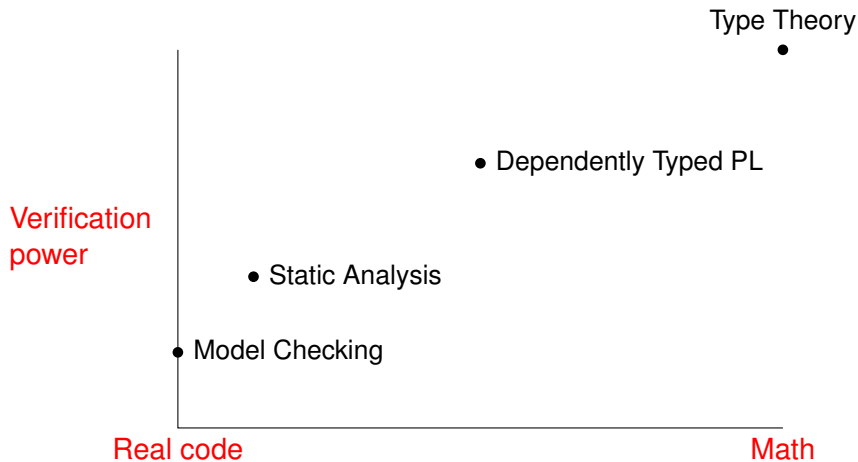 Type Theory
Dependently Typed PL
Verification
power
Static Analysis
Model Checking
Real code
Math